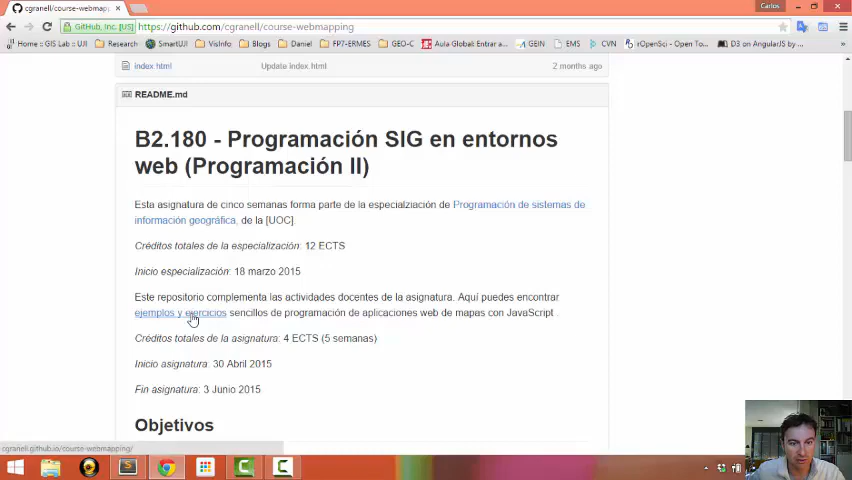 cgranell/course-webmapping
Carlos
GitHub, Inc. [US] https://github.com/cgranell/course-webmapping
Home :: GIS Lab :: UJI Research SmartUJI VisInfo Blogs Daniel FP7-ERMES GEO-C Aula Global: Entrar a... GEIN EMS CVN rOpenSci - Open To... D3 on AngularJS by ...
index.html Update index.html 2 months ago
README.md
B2.180 - Programación SIG en entornos
web (Programación II)
Esta asignatura de cinco semanas forma parte de la especialziación de Programación de sistemas de
información geográfica, de la [UOC].
Créditos totales de la especialización: 12 ECTS
Inicio especialización: 18 marzo 2015
Este repositorio complementa las actividades docentes de la asignatura. Aquí puedes encontrar
ejemplos y ejercicios sencillos de programación de aplicaciones web de mapas con JavaScript .
Créditos totales de la asignatura: 4 ECTS (5 semanas)
Inicio asignatura: 30 Abril 2015
Fin asignatura: 3 Junio 2015
Objetivos
cgranell.github.io/course-webmapping/